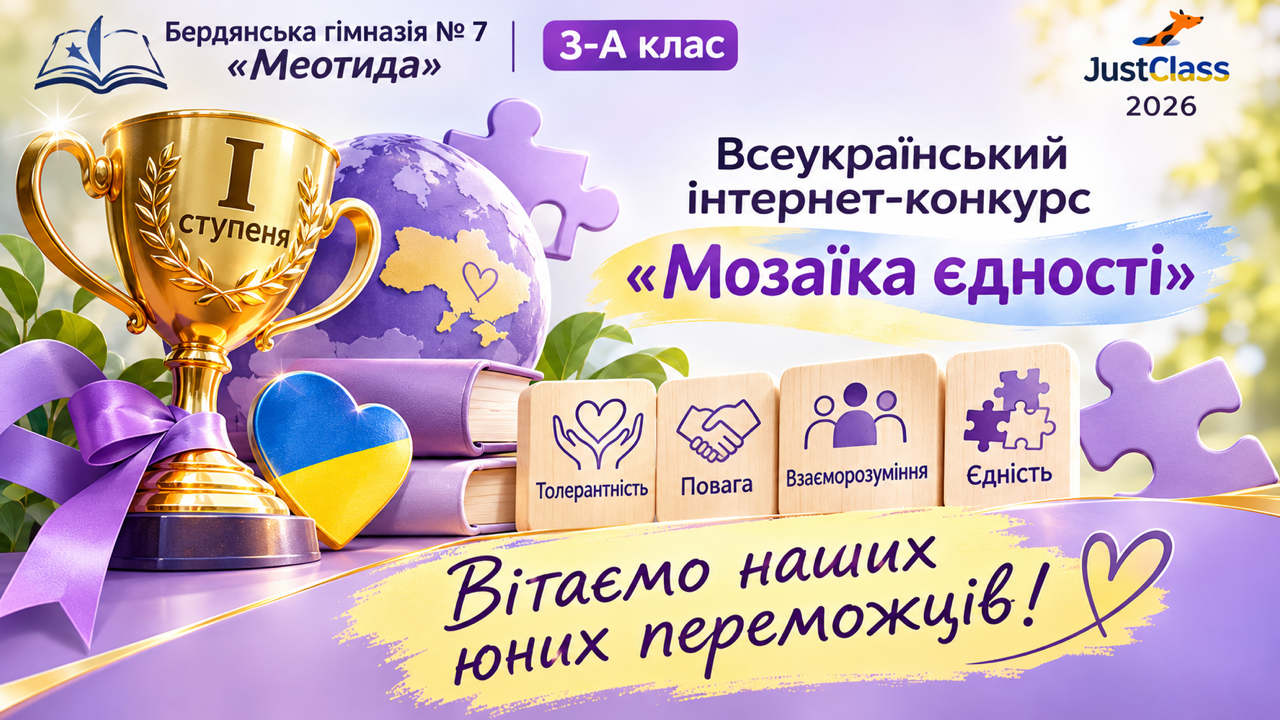 Бердянська гімназія № 7
«Меотида»
3-А клас
JustClass
2026
I
ступеня
Всеукраїнський
інтернет-конкурс
«Мозаїка єдності»
Толерантність
Повага
Взаєморозуміння
Єдність
Вітаємо наших
юних переможців!